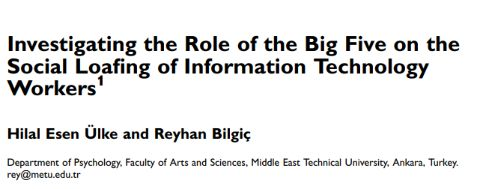 Investigating the Role of the Big Five on the
Social Loafing of Information Technology
Workers¹
Hilal Esen Ülke and Reyhan Bilgiç
Department of Psychology, Faculty of Arts and Sciences, Middle East Technical University, Ankara, Turkey.
rey@metu.edu.tr